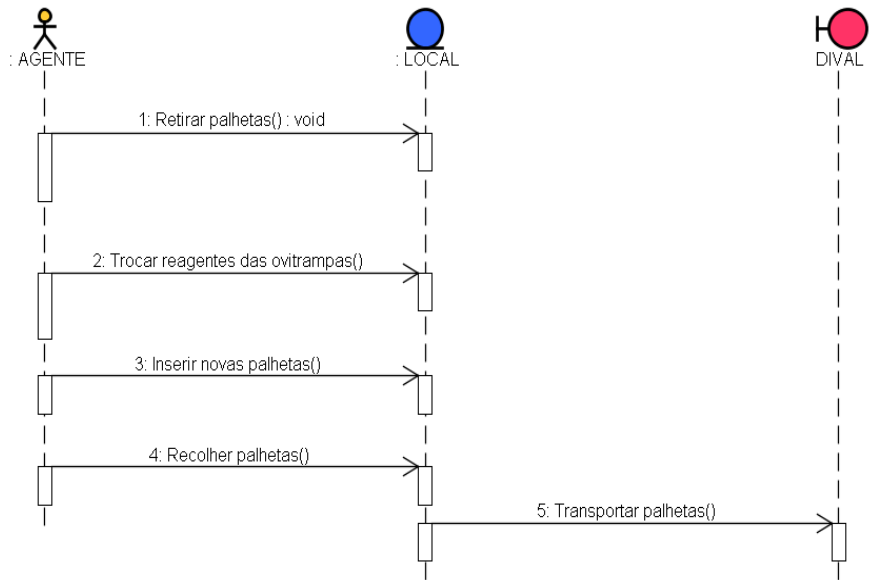 : AGENTE
: LOCAL
DIVAL
1: Retirar palhetas() : void
2: Trocar reagentes das ovitrampas()
3: Inserir novas palhetas()
4: Recolher palhetas()
5: Transportar palhetas()